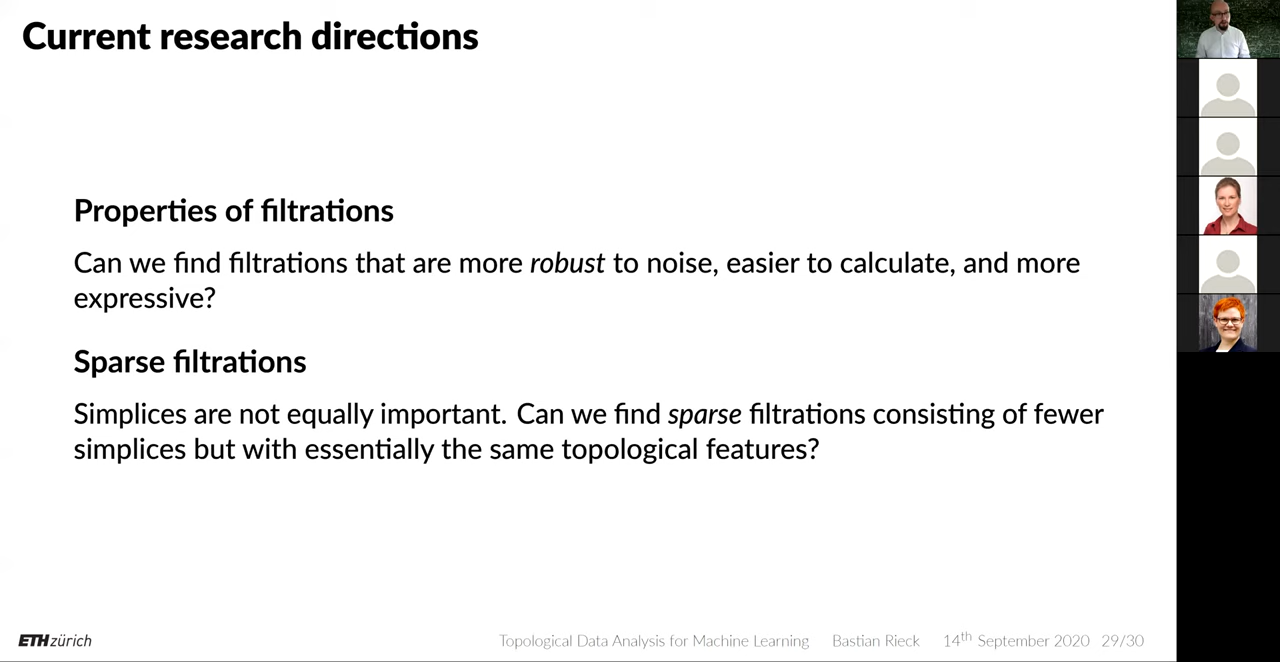 Current research directions
Properties of filtrations
Can we find filtrations that are more robust to noise, easier to calculate, and more
expressive?
Sparse filtrations
Simplices are not equally important. Can we find sparse filtrations consisting of fewer
simplices but with essentially the same topological features?
ETH zürich
Topological Data Analysis for Machine Learning Bastian Rieck 14th September 2020 29/30